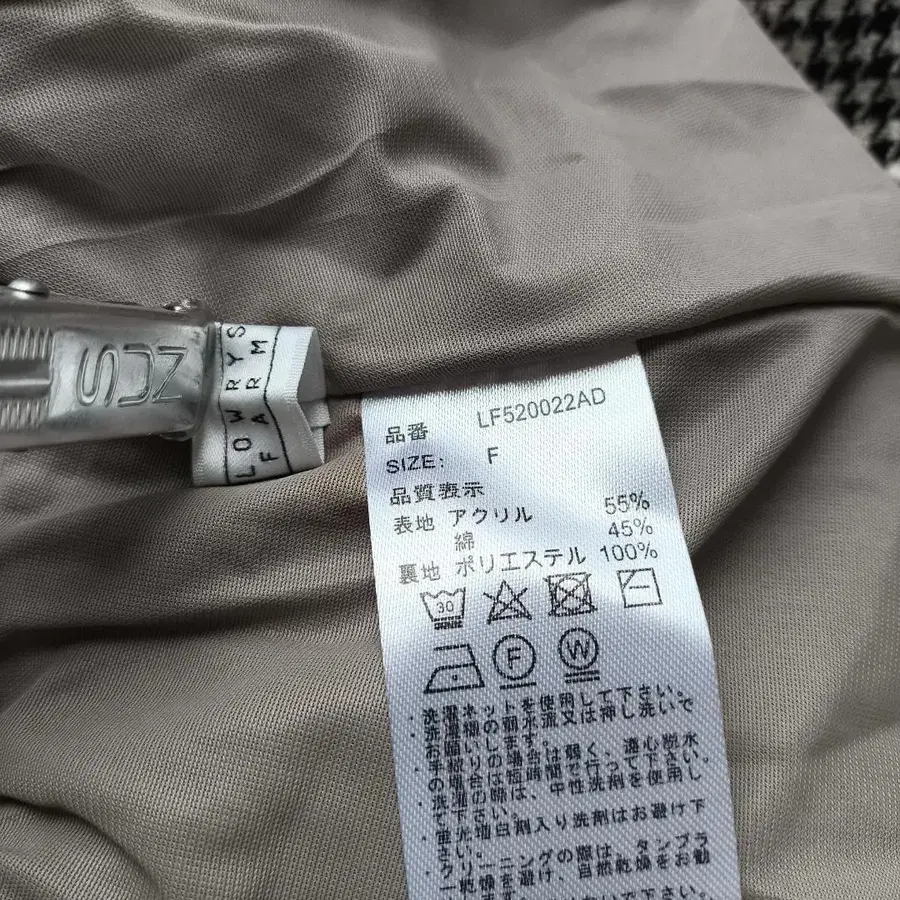 NCS
LOWRYS
FARM
品番 LF520022AD
SIZE: F
品質表示
表地 アクリル 55%
綿 45%
裏地 ポリエステル 100%
30
F
W
・洗濯ネットを使用して下さい。
・洗濯機の弱水流又は押し洗いで
お願いします。
・手絞りの場合は弱く、遠心脱水
の場合は短時間で行って下さい。
・洗濯の際は、中性洗剤を使用し
て下さい。
・蛍光増白剤入り洗剤はお避け下
さい。
・クリーニングの際は、タンブラ
ー乾燥を避け、自然乾燥をお勧